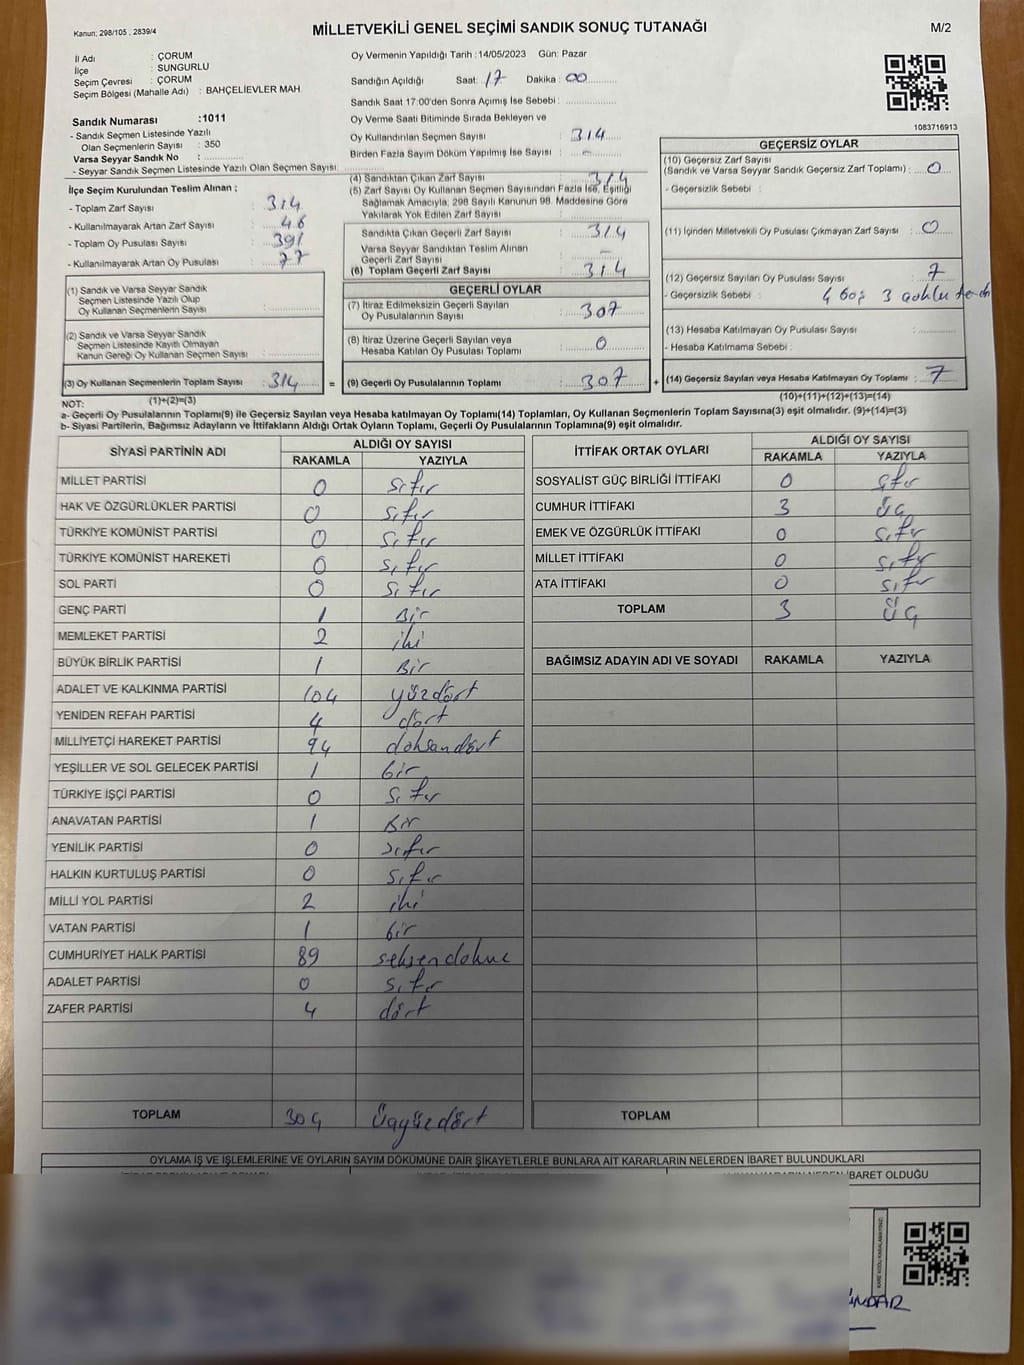 Kanun; 298/105 , 2839/4
MİLLETVEKİLİ GENEL SEÇİMİ SANDIK SONUÇ TUTANAĞI
M/2
İl Adı : ÇORUM
İlçe : SUNGURLU
Seçim Çevresi : ÇORUM
Seçim Bölgesi (Mahalle Adı) : BAHÇELİEVLER MAH.
Oy Vermenin Yapıldığı Tarih : 14/05/2023 Gün: Pazar
Sandığın Açıldığı Saat: 17 Dakika : 00
Sandık Saat 17:00'den Sonra Açımış İse Sebebi :
Oy Verme Saati Bitiminde Sırada Bekleyen ve
Oy Kullandırılan Seçmen Sayısı : 314
Birden Fazla Sayım Döküm Yapılmış İse Sayısı : -
Sandık Numarası : 1011
- Sandık Seçmen Listesinde Yazılı
Olan Seçmenlerin Sayısı : 350
Varsa Seyyar Sandık No :
- Seyyar Sandık Seçmen Listesinde Yazılı Olan Seçmen Sayısı :
1083716913
İlçe Seçim Kurulundan Teslim Alınan ;
- Toplam Zarf Sayısı : 314
- Kullanılmayarak Artan Zarf Sayısı : 46
- Toplam Oy Pusulası Sayısı : 391
- Kullanılmayarak Artan Oy Pusulası : 77
(4) Sandıktan Çıkan Zarf Sayısı : 314
(5) Zarf Sayısı Oy Kullanan Seçmen Sayısından Fazla İse, Eşitliği
Sağlamak Amacıyla; 298 Sayılı Kanunun 98. Maddesine Göre
Yakılarak Yok Edilen Zarf Sayısı :
Sandıkta Çıkan Geçerli Zarf Sayısı : 314
Varsa Seyyar Sandıktan Teslim Alınan
Geçerli Zarf Sayısı : -
(6) Toplam Geçerli Zarf Sayısı : 314
GEÇERSİZ OYLAR
(10) Geçersiz Zarf Sayısı
(Sandık ve Varsa Seyyar Sandık Geçersiz Zarf Toplamı) : 0
- Geçersizlik Sebebi :
(11) İçinden Milletvekili Oy Pusulası Çıkmayan Zarf Sayısı : 0
(12) Geçersiz Sayılan Oy Pusulası Sayısı : 7
- Geçersizlik Sebebi : 4 boş 3
(13) Hesaba Katılmayan Oy Pusulası Sayısı :
- Hesaba Katılmama Sebebi :
(14) Geçersiz Sayılan veya Hesaba Katılmayan Oy Toplamı : 7
(10)+(11)+(12)+(13)=(14)
(1) Sandık ve Varsa Seyyar Sandık
Seçmen Listesinde Yazılı Olup
Oy Kullanan Seçmenlerin Sayısı :
(2) Sandık ve Varsa Seyyar Sandık
Seçmen Listesinde Kayıtlı Olmayan
Kanun Gereği Oy Kullanan Seçmen Sayısı :
(3) Oy Kullanan Seçmenlerin Toplam Sayısı : 314 =
(1)+(2)=(3)
GEÇERLİ OYLAR
(7) İtiraz Edilmeksizin Geçerli Sayılan
Oy Pusulalarının Sayısı : 307
(8) İtiraz Üzerine Geçerli Sayılan veya
Hesaba Katılan Oy Pusulası Toplamı : 0
(9) Geçerli Oy Pusulalarının Toplamı : 307 +
NOT:
a- Geçerli Oy Pusulalarının Toplamı(9) ile Geçersiz Sayılan veya Hesaba katılmayan Oy Toplamı(14) Toplamları, Oy Kullanan Seçmenlerin Toplam Sayısına(3) eşit olmalıdır. (9)+(14)=(3)
b- Siyasi Partilerin, Bağımsız Adayların ve İttifakların Aldığı Ortak Oyların Toplamı, Geçerli Oy Pusulalarının Toplamına(9) eşit olmalıdır.
SİYASİ PARTİNİN ADI ALDIĞI OY SAYISI
RAKAMLA YAZIYLA
MİLLET PARTİSİ 0 sıfır
HAK VE ÖZGÜRLÜKLER PARTİSİ 0 sıfır
TÜRKİYE KOMÜNİST PARTİSİ 0 sıfır
TÜRKİYE KOMÜNİST HAREKETİ 0 sıfır
SOL PARTİ 0 sıfır
GENÇ PARTİ 1 Bir
MEMLEKET PARTİSİ 2 iki
BÜYÜK BİRLİK PARTİSİ 1 Bir
ADALET VE KALKINMA PARTİSİ 104 yüzdört
YENİDEN REFAH PARTİSİ 4 dört
MİLLİYETÇİ HAREKET PARTİSİ 94 doksandört
YEŞİLLER VE SOL GELECEK PARTİSİ 1 bir
TÜRKİYE İŞÇİ PARTİSİ 0 sıfır
ANAVATAN PARTİSİ 1 Bir
YENİLİK PARTİSİ 0 sıfır
HALKIN KURTULUŞ PARTİSİ 0 sıfır
MİLLİ YOL PARTİSİ 2 iki
VATAN PARTİSİ 1 bir
CUMHURİYET HALK PARTİSİ 89 seksendokuz
ADALET PARTİSİ 0 sıfır
ZAFER PARTİSİ 4 dört
TOPLAM 304 Üçyüzdört
İTTİFAK ORTAK OYLARI ALDIĞI OY SAYISI
RAKAMLA YAZIYLA
SOSYALİST GÜÇ BİRLİĞİ İTTİFAKI 0 sıfır
CUMHUR İTTİFAKI 3 üç
EMEK VE ÖZGÜRLÜK İTTİFAKI 0 sıfır
MİLLET İTTİFAKI 0 sıfır
ATA İTTİFAKI 0 sıfır
TOPLAM 3 üç
BAĞIMSIZ ADAYIN ADI VE SOYADI RAKAMLA YAZIYLA
TOPLAM
OYLAMA İŞ VE İŞLEMLERİNE VE OYLARIN SAYIM DÖKÜMÜNE DAİR ŞİKAYETLERLE BUNLARA AİT KARARLARIN NELERDEN İBARET BULUNDUKLARI
İBARET OLDUĞU